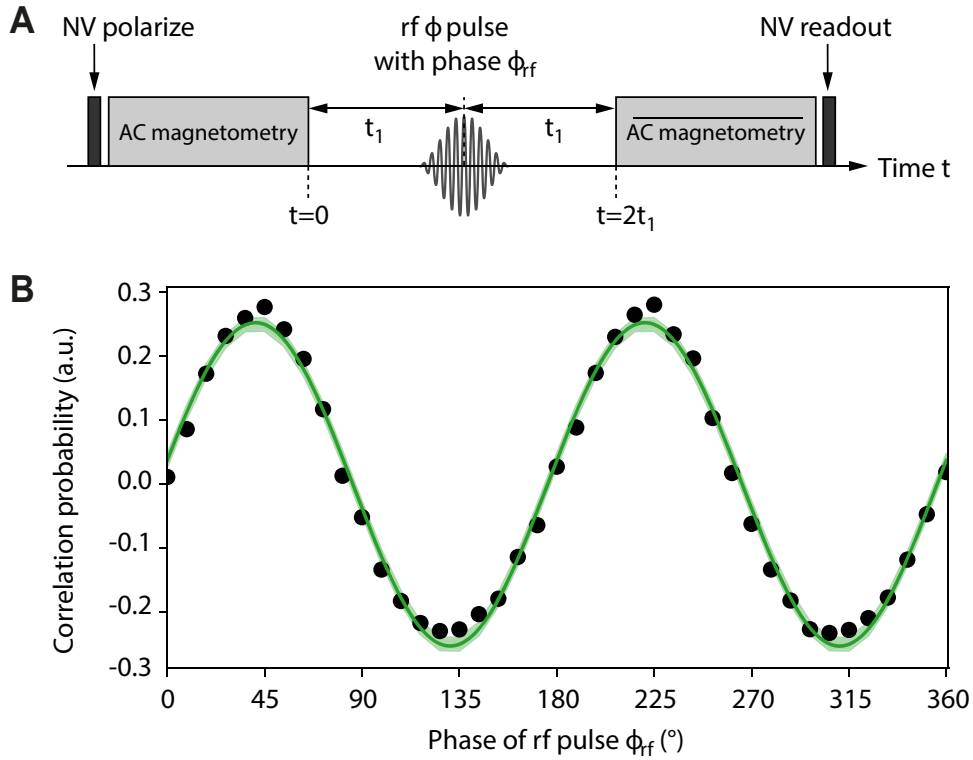 A
NV polarize
rf ϕ pulse
with phase ϕrf
NV readout
AC magnetometry
t1
t1
AC magnetometry
Time t
t=0
t=2t1
B
Correlation probability (a.u.)
0.3
0.2
0.1
0.0
-0.1
-0.2
-0.3
0 45 90 135 180 225 270 315 360
Phase of rf pulse ϕrf (°)